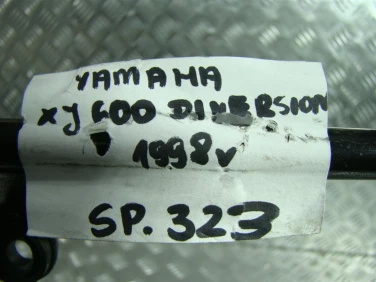 YAMAHA
XJ 600 DIVERSION
1998v
SP. 323